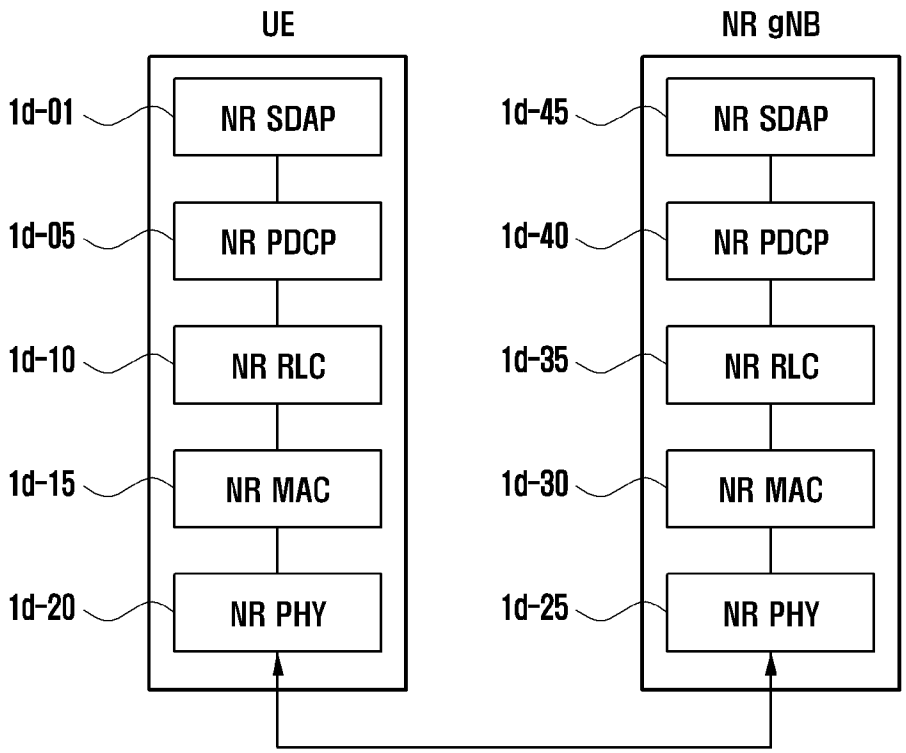 UE NR gNB
1d-01 NR SDAP 1d-45 NR SDAP
1d-05 NR PDCP 1d-40 NR PDCP
1d-10 NR RLC 1d-35 NR RLC
1d-15 NR MAC 1d-30 NR MAC
1d-20 NR PHY 1d-25 NR PHY